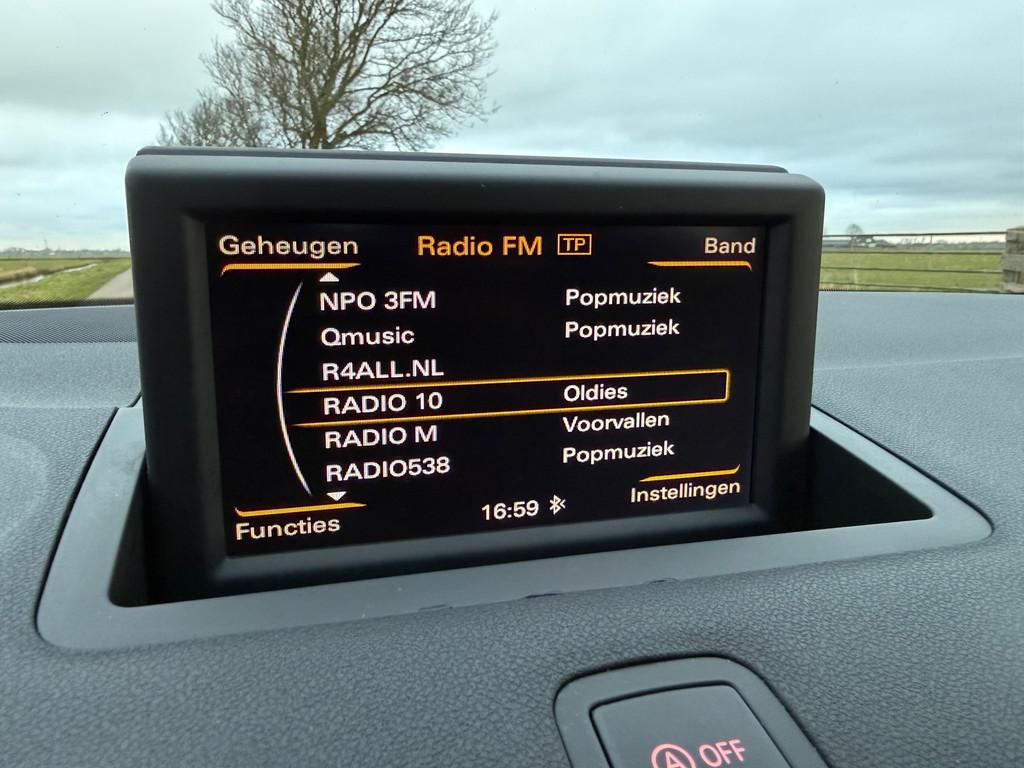 Geheugen Radio FM TP Band
NPO 3FM Popmuziek
Qmusic Popmuziek
R4ALL.NL
RADIO 10 Oldies
RADIO M Voorvallen
RADIO538 Popmuziek
Functies 16:59 Instellingen
A OFF